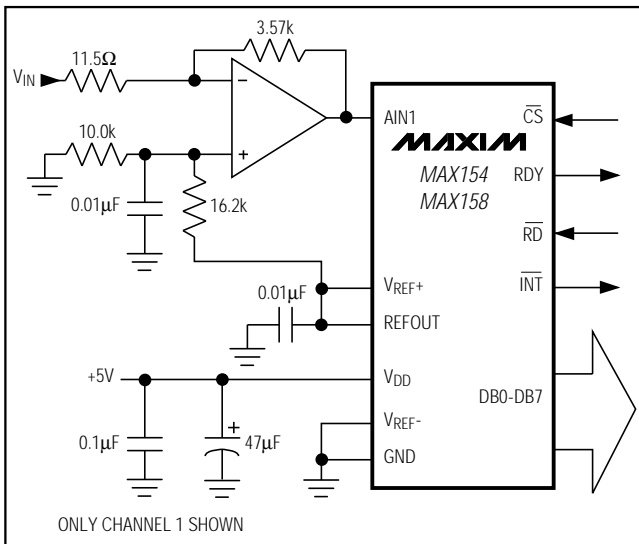 3.57k
11.5Ω
VIN
−
+
10.0k
0.01µF
16.2k
0.01µF
+5V
0.1µF
+
47µF
AIN1
MAXIM
MAX154
MAX158
CS
RDY
RD
INT
VREF+
REFOUT
VDD
VREF-
GND
DB0-DB7
ONLY CHANNEL 1 SHOWN